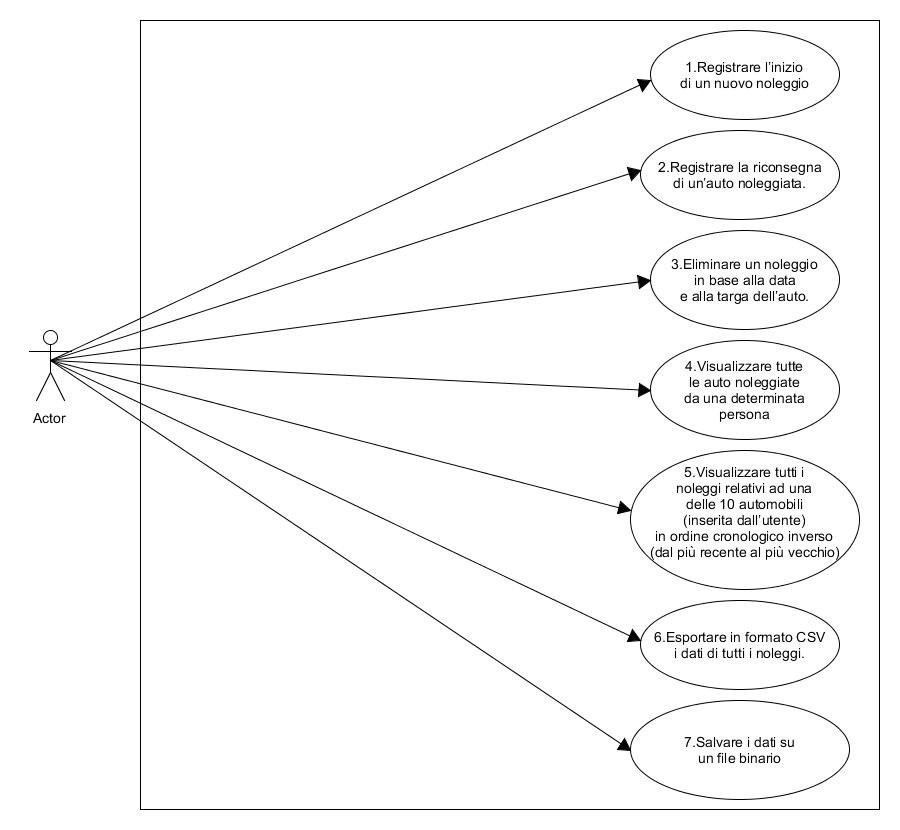 1.Registrare l'inizio
di un nuovo noleggio
2.Registrare la riconsegna
di un'auto noleggiata.
3.Eliminare un noleggio
in base alla data
e alla targa dell'auto.
4.Visualizzare tutte
le auto noleggiate
da una determinata
persona
Actor
5.Visualizzare tutti i
noleggi relativi ad una
delle 10 automobili
(inserita dall'utente)
in ordine cronologico inverso
(dal più recente al più vecchio)
6.Esportare in formato CSV
i dati di tutti i noleggi.
7.Salvare i dati su
un file binario